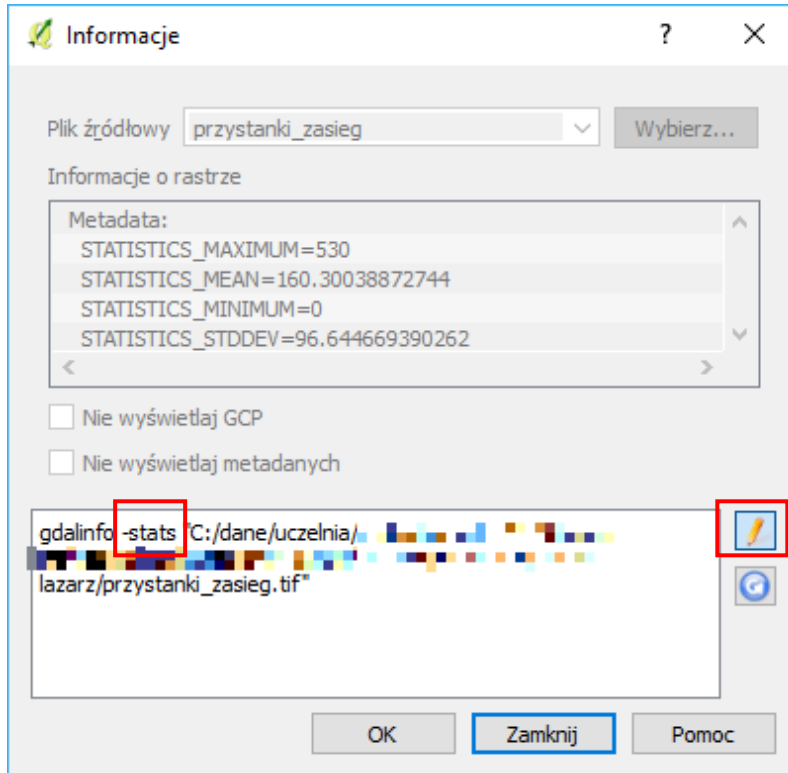 Informacje
Plik źródłowy przystanki_zasieg Wybierz...
Informacje o rastrze
Metadata:
STATISTICS_MAXIMUM=530
STATISTICS_MEAN=160.30038872744
STATISTICS_MINIMUM=0
STATISTICS_STDDEV=96.644669390262
Nie wyświetlaj GCP
Nie wyświetlaj metadanych
gdalinfo -stats "C:/dane/uczelnia/
lazarz/przystanki_zasieg.tif"
OK Zamknij Pomoc